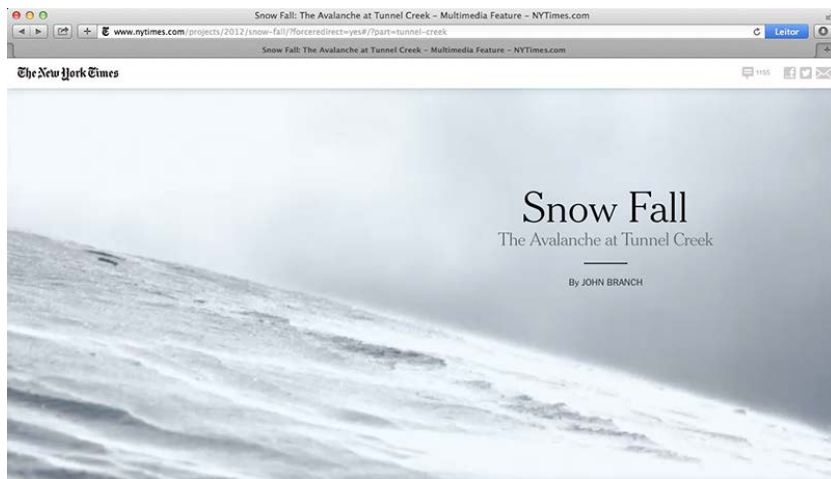 Snow Fall: The Avalanche at Tunnel Creek – Multimedia Feature – NYTimes.com
www.nytimes.com/projects/2012/snow-fall/?forceredirect=yes#/?part=tunnel-creek
Leitor
Snow Fall: The Avalanche at Tunnel Creek – Multimedia Feature – NYTimes.com
The New York Times
1155
Snow Fall
The Avalanche at Tunnel Creek
By JOHN BRANCH